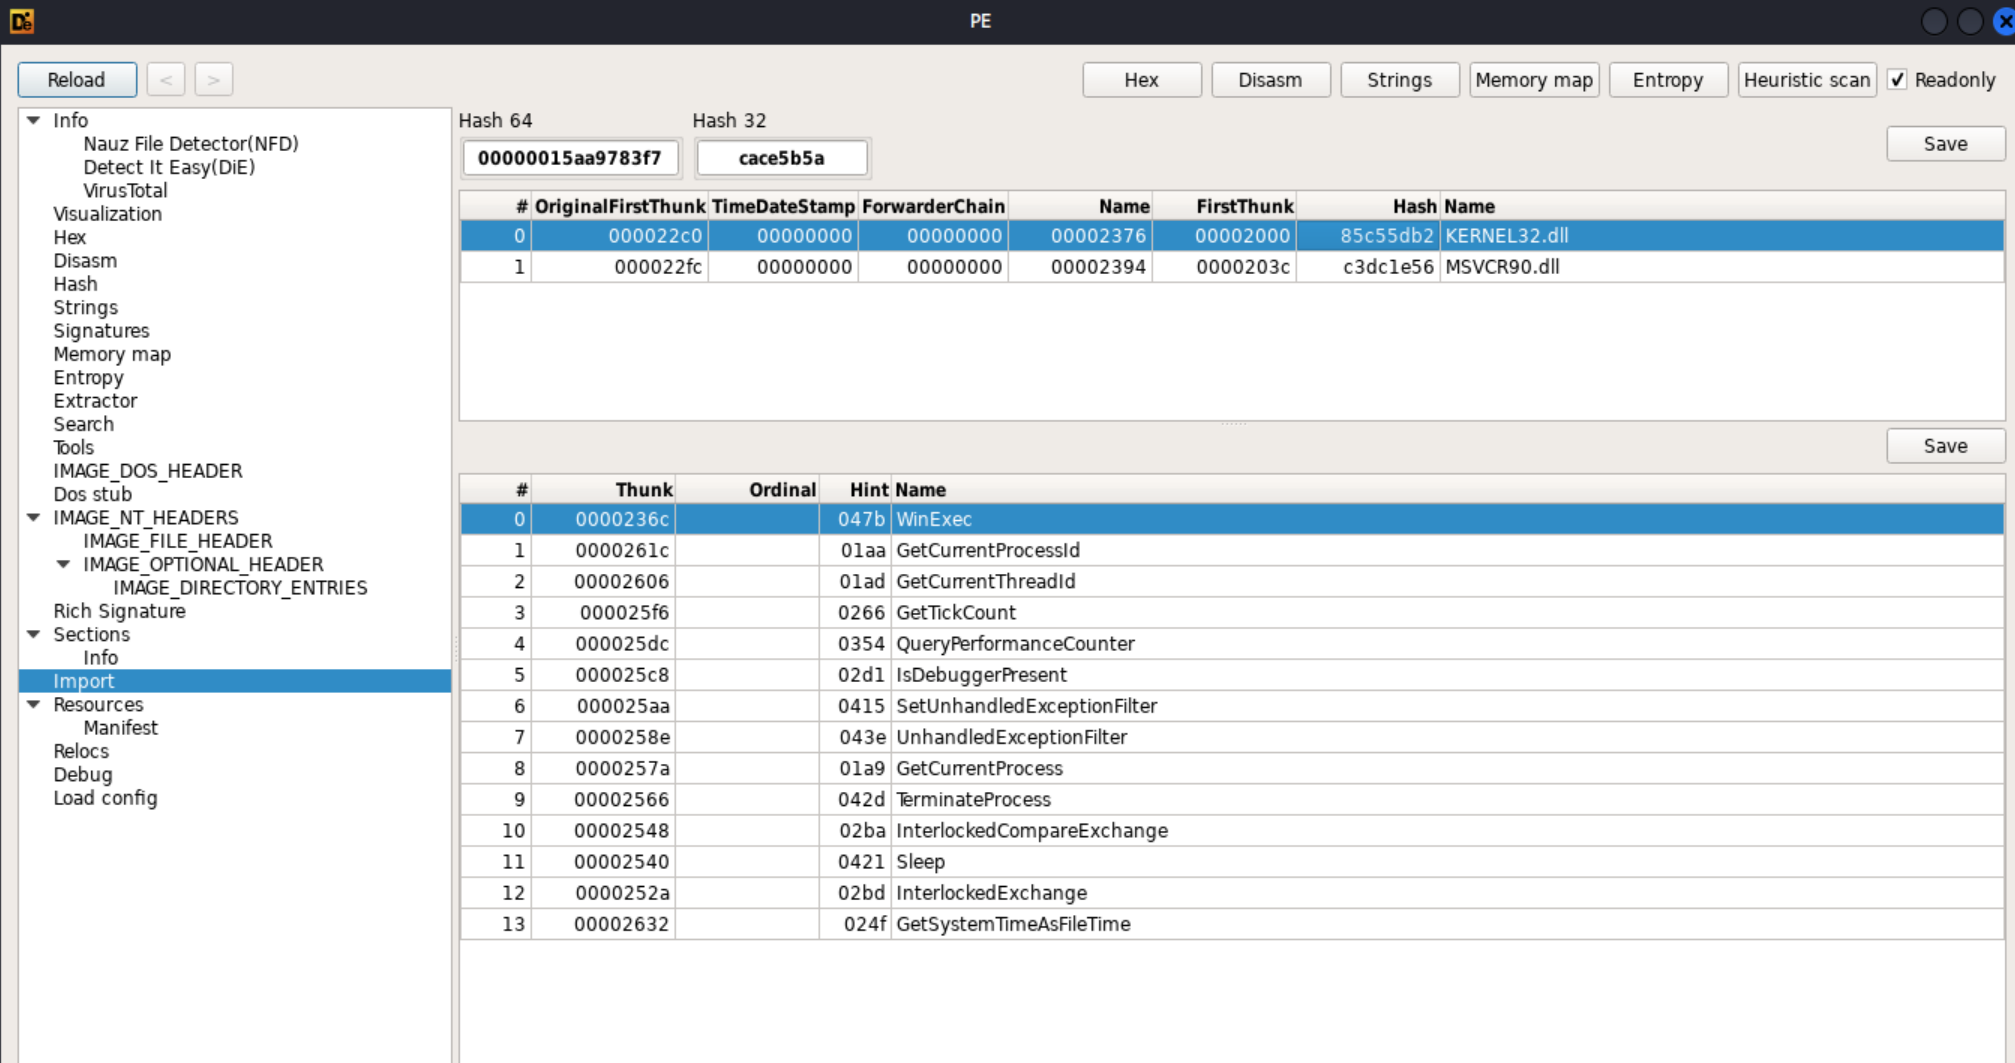 PE
Reload < > Hex Disasm Strings Memory map Entropy Heuristic scan Readonly
Info
Nauz File Detector(NFD)
Detect It Easy(DiE)
VirusTotal
Visualization
Hex
Disasm
Hash
Strings
Signatures
Memory map
Entropy
Extractor
Search
Tools
IMAGE_DOS_HEADER
Dos stub
IMAGE_NT_HEADERS
IMAGE_FILE_HEADER
IMAGE_OPTIONAL_HEADER
IMAGE_DIRECTORY_ENTRIES
Rich Signature
Sections
Info
Import
Resources
Manifest
Relocs
Debug
Load config
Hash 64 Hash 32
00000015aa9783f7 cace5b5a
Save
# OriginalFirstThunk TimeDateStamp ForwarderChain Name FirstThunk Hash Name
0 000022c0 00000000 00000000 00002376 00002000 85c55db2 KERNEL32.dll
1 000022fc 00000000 00000000 00002394 0000203c c3dc1e56 MSVCR90.dll
Save
# Thunk Ordinal Hint Name
0 0000236c 047b WinExec
1 0000261c 01aa GetCurrentProcessId
2 00002606 01ad GetCurrentThreadId
3 000025f6 0266 GetTickCount
4 000025dc 0354 QueryPerformanceCounter
5 000025c8 02d1 IsDebuggerPresent
6 000025aa 0415 SetUnhandledExceptionFilter
7 0000258e 043e UnhandledExceptionFilter
8 0000257a 01a9 GetCurrentProcess
9 00002566 042d TerminateProcess
10 00002548 02ba InterlockedCompareExchange
11 00002540 0421 Sleep
12 0000252a 02bd InterlockedExchange
13 00002632 024f GetSystemTimeAsFileTime